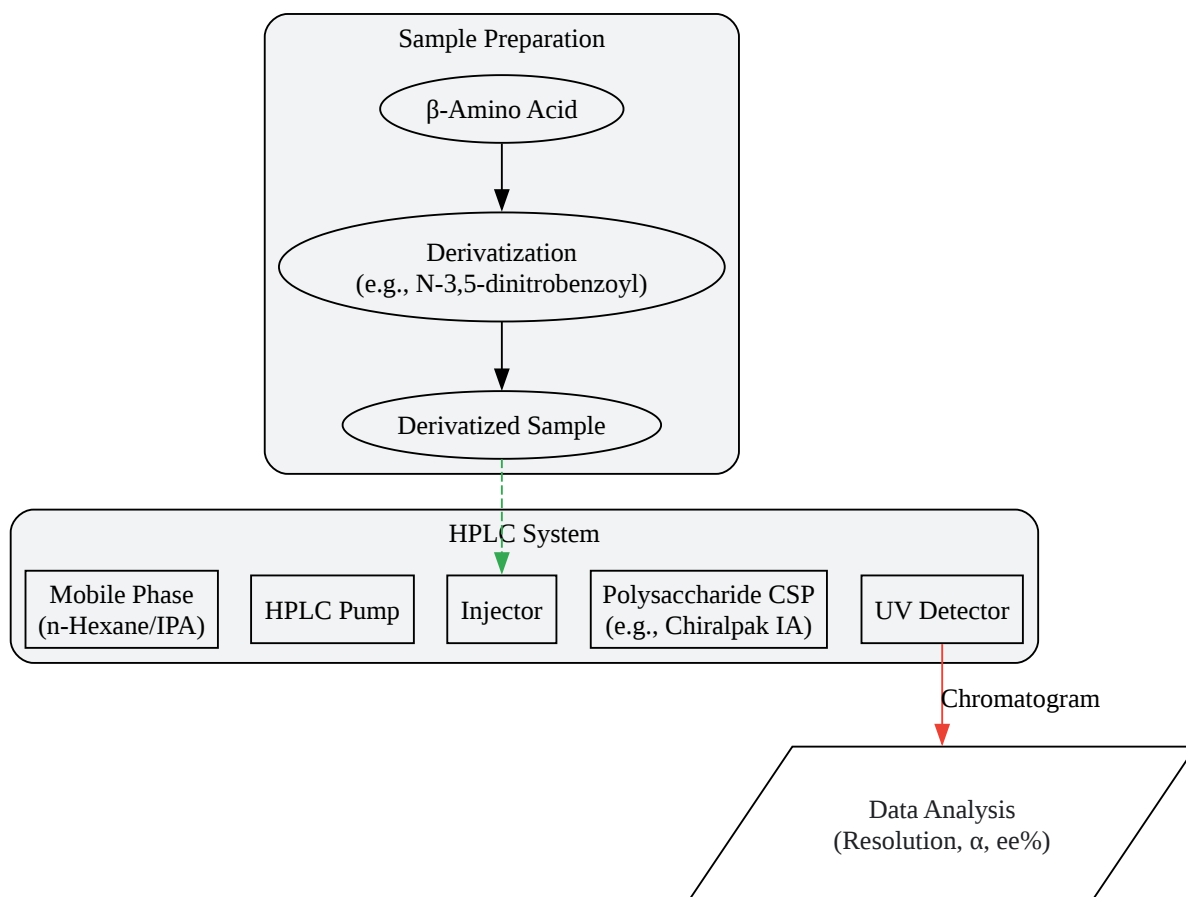 Sample Preparation
β-Amino Acid
Derivatization
(e.g., N-3,5-dinitrobenzoyl)
Derivatized Sample
HPLC System
Mobile Phase
(n-Hexane/IPA)
HPLC Pump
Injector
Polysaccharide CSP
(e.g., Chiralpak IA)
UV Detector
Chromatogram
Data Analysis
(Resolution, α, ee%)